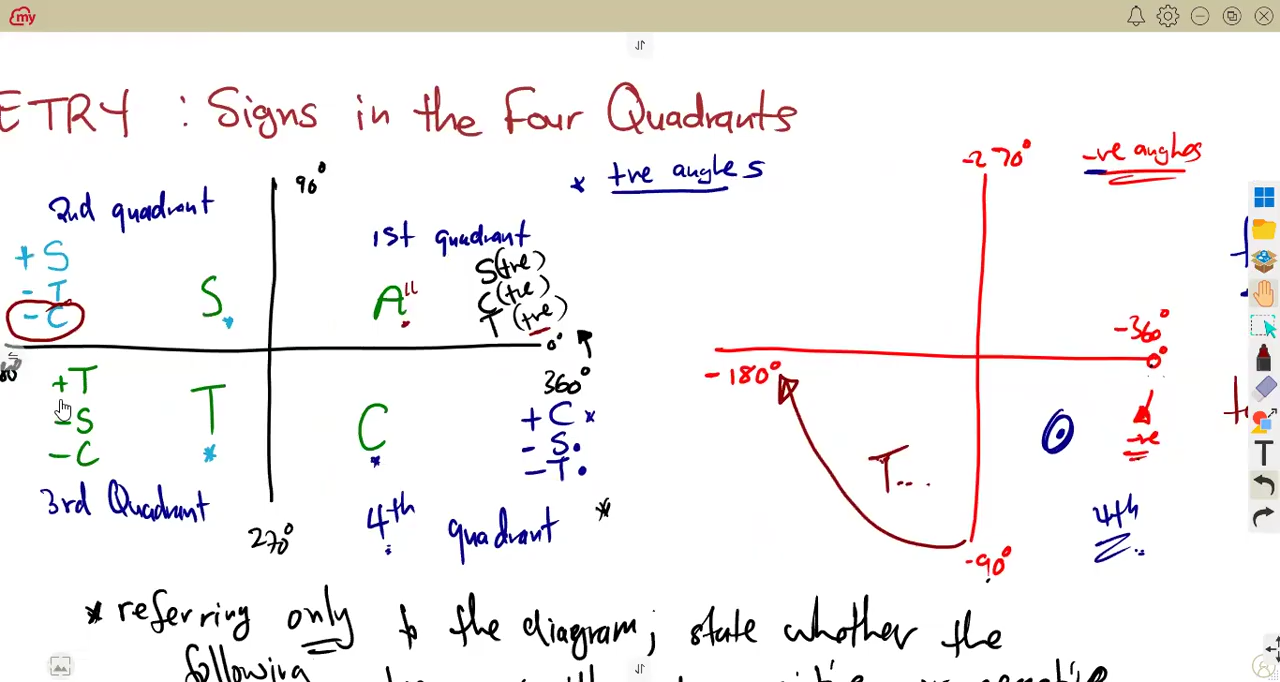 my
ETRY : Signs in the Four Quadrants
90°
* +ve angles
-270°
-ve angles
2nd quadrant
1st quadrant
+ S
- T
- C
S
A"
S (+ve)
C (+ve)
T (+ve)
0°
360°
-180°
-360°
0°
-ve
+ T
- S
- C
T
*
C
*
+ C *
- S •
- T •
T...
4th
3rd Quadrant
4th quadrant
*
270°
-90°
* referring only to the diagram; state whether the
following
T